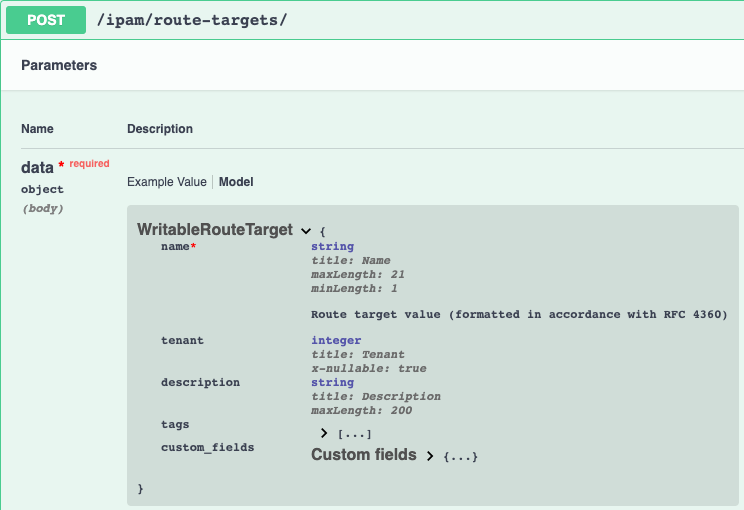 POST /ipam/route-targets/
Parameters
Name Description
data * required
object
(body)
Example Value Model
WritableRouteTarget {
name* string
title: Name
maxLength: 21
minLength: 1
Route target value (formatted in accordance with RFC 4360)
tenant integer
title: Tenant
x-nullable: true
description string
title: Description
maxLength: 200
tags [...]
custom_fields Custom fields {...}
}